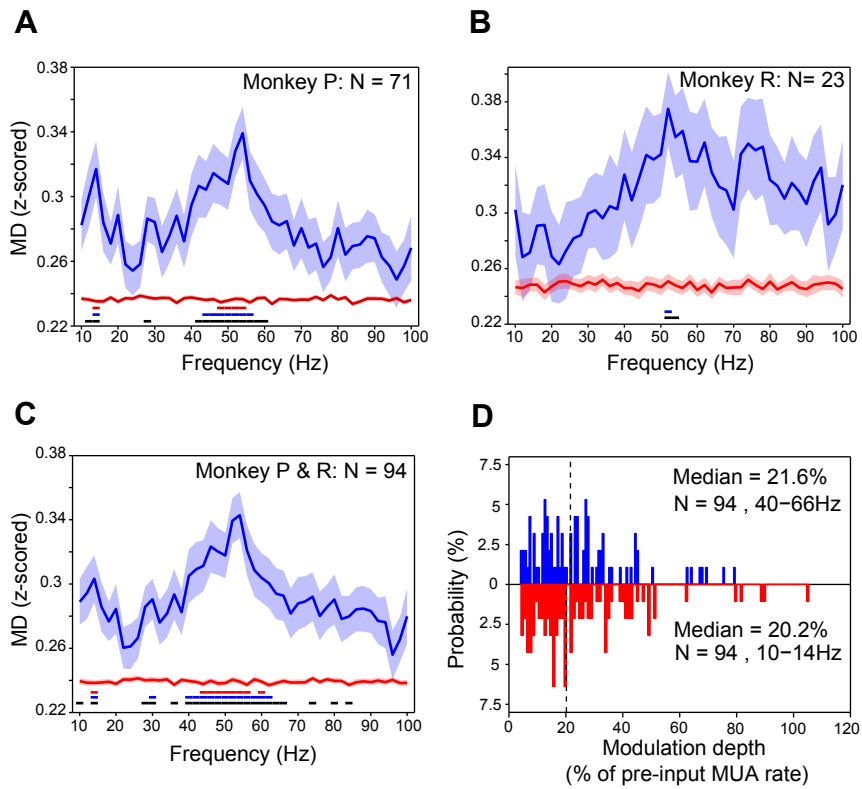 A
Monkey P: N = 71
MD (z-scored)
0.38
0.34
0.3
0.26
0.22
10 20 30 40 50 60 70 80 90 100
Frequency (Hz)
B
Monkey R: N= 23
0.38
0.34
0.3
0.26
0.22
10 20 30 40 50 60 70 80 90 100
Frequency (Hz)
C
Monkey P & R: N = 94
MD (z-scored)
0.38
0.34
0.3
0.26
0.22
10 20 30 40 50 60 70 80 90 100
Frequency (Hz)
D
Median = 21.6%
N = 94 , 40−66Hz
Probability (%)
7.5
5.0
2.5
0
2.5
5.0
7.5
Median = 20.2%
N = 94 , 10−14Hz
0 20 40 60 80 100 120
Modulation depth
(% of pre-input MUA rate)